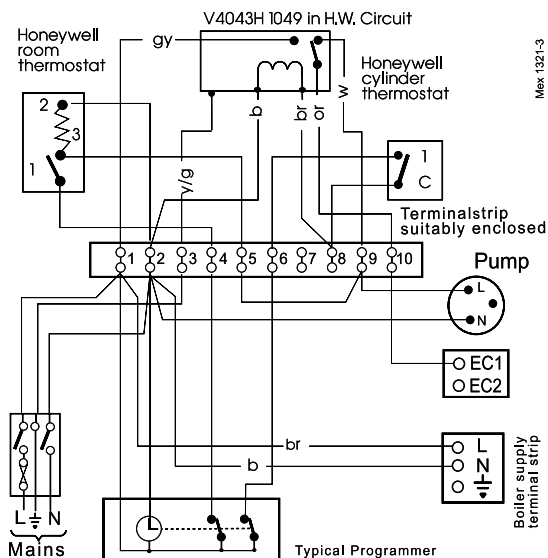 V4043H 1049 in H.W. Circuit
Honeywell
room
thermostat
gy
Honeywell
cylinder
thermostat
Mex 1321-3
2
3
1
b
br
or
w
y/g
1
C
Terminalstrip
suitably enclosed
1 2 3 4 5 6 7 8 9 10
Pump
L
N
EC1
EC2
br
b
L
N
Boiler supply
terminal strip
L N
Mains
L
Typical Programmer